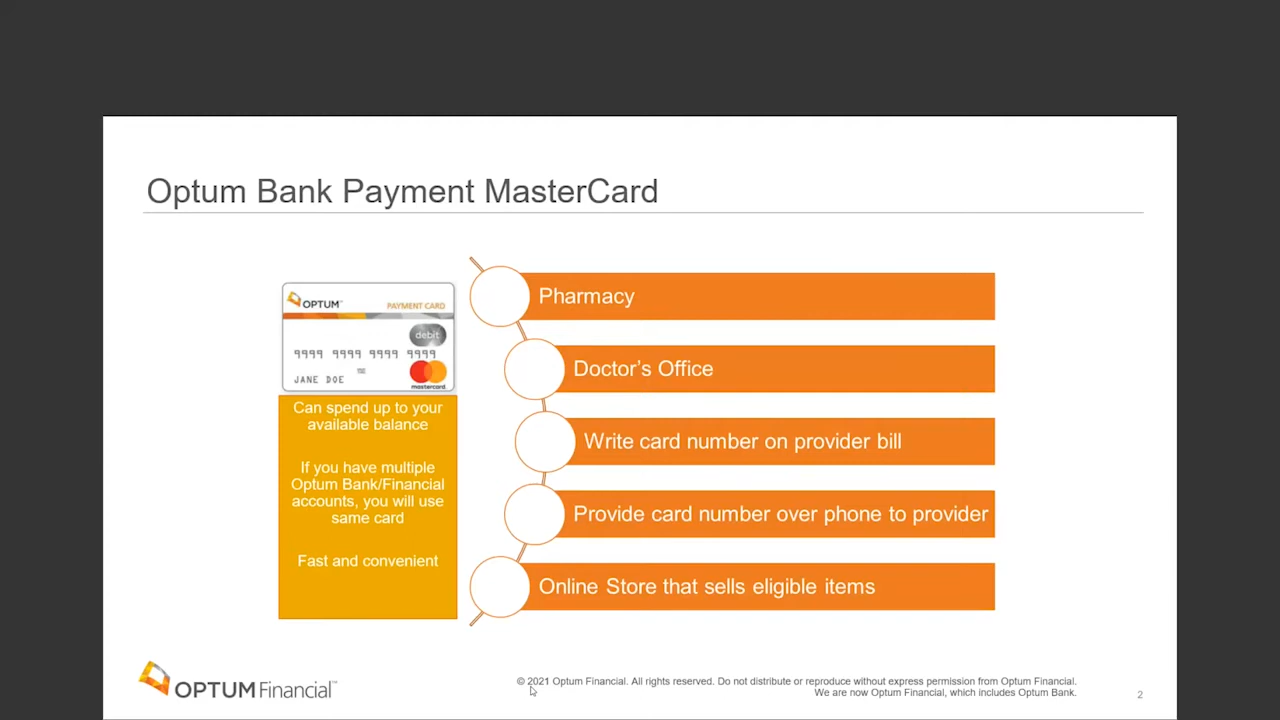 Optum Bank Payment MasterCard
OPTUM™
PAYMENT CARD
debit
9999 9999 9999 9999
JANE DOE
mastercard
Can spend up to your
available balance
If you have multiple
Optum Bank/Financial
accounts, you will use
same card
Fast and convenient
Pharmacy
Doctor’s Office
Write card number on provider bill
Provide card number over phone to provider
Online Store that sells eligible items
OPTUM Financial™
© 2021 Optum Financial. All rights reserved. Do not distribute or reproduce without express permission from Optum Financial.
We are now Optum Financial, which includes Optum Bank.
2